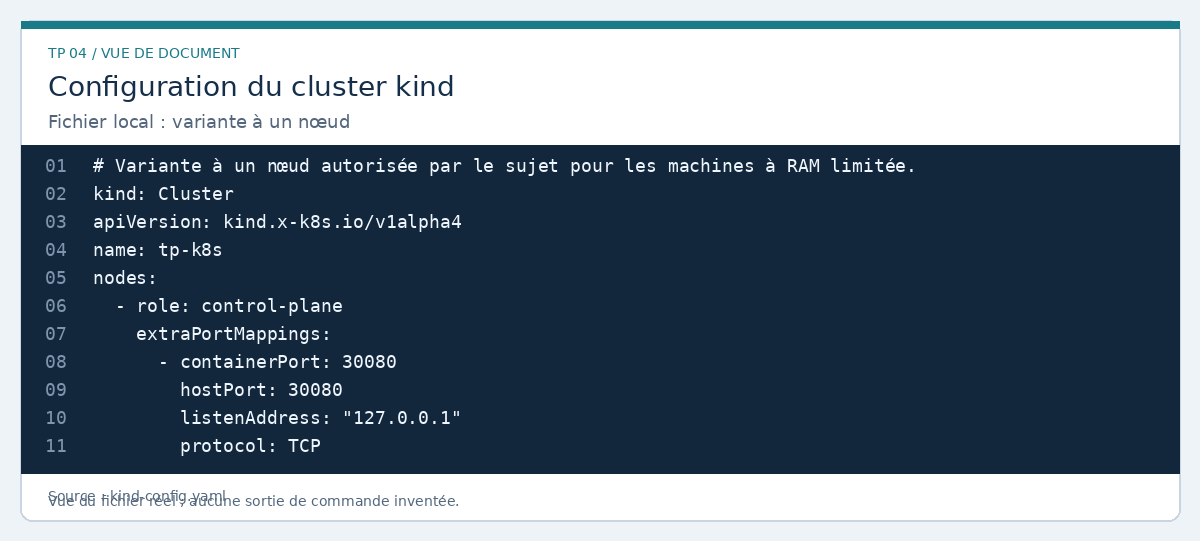 TP 04 / VUE DE DOCUMENT
Configuration du cluster kind
Fichier local : variante à un nœud
01 # Variante à un nœud autorisée par le sujet pour les machines à RAM limitée.
02 kind: Cluster
03 apiVersion: kind.x-k8s.io/v1alpha4
04 name: tp-k8s
05 nodes:
06   - role: control-plane
07     extraPortMappings:
08       - containerPort: 30080
09         hostPort: 30080
10         listenAddress: "127.0.0.1"
11         protocol: TCP
Source : kind-config.yaml
Vue du fichier réel ; aucune sortie de commande inventée.